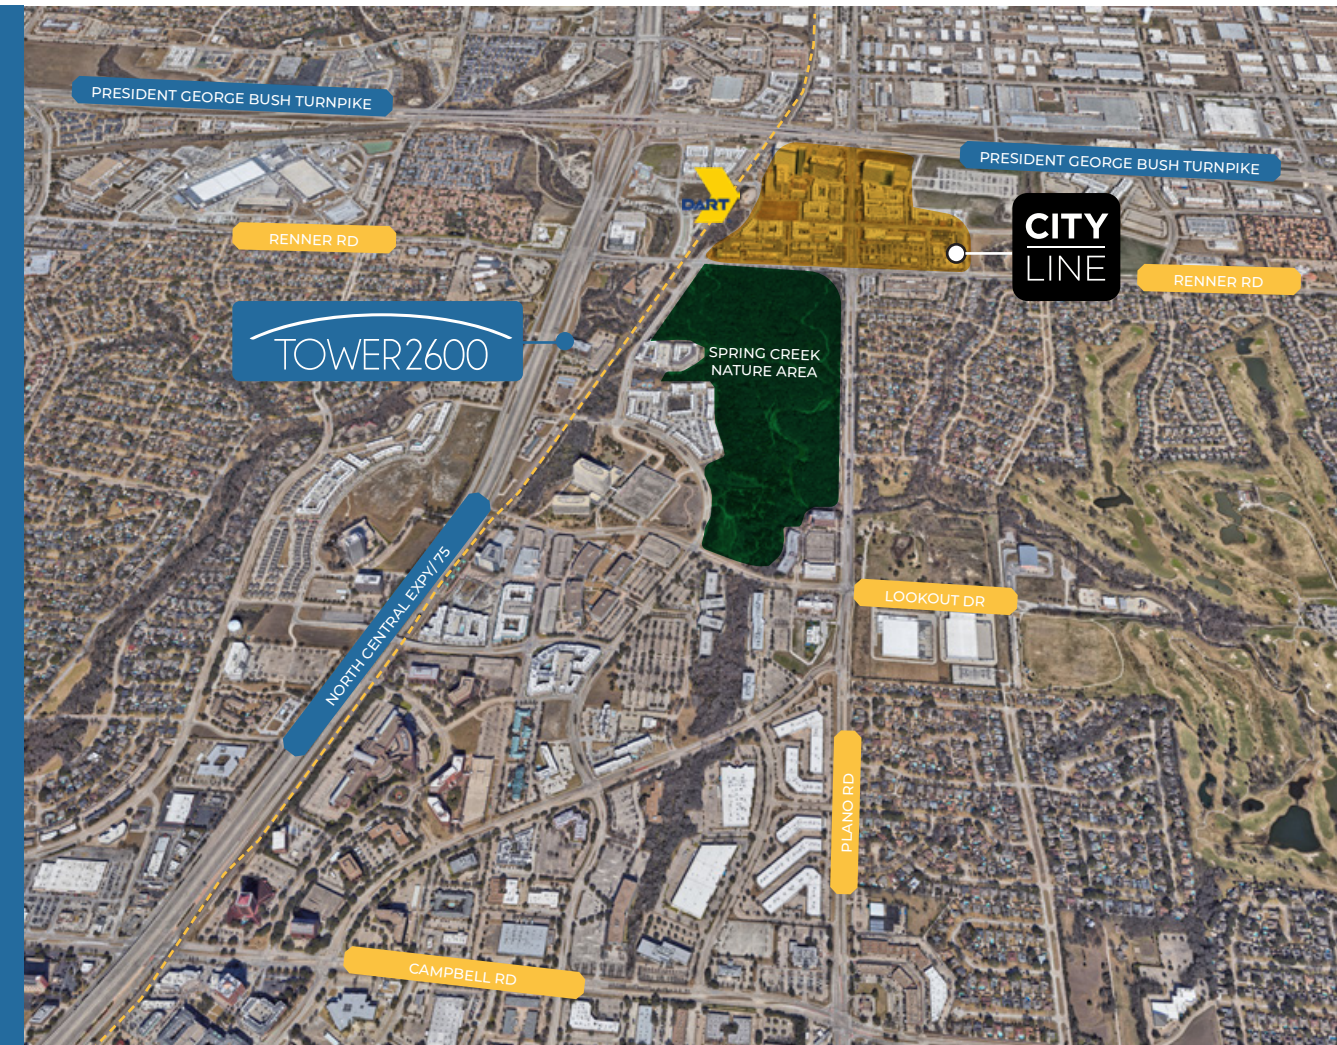 PRESIDENT GEORGE BUSH TURNPIKE
PRESIDENT GEORGE BUSH TURNPIKE
DART
CITY
LINE
RENNER RD
RENNER RD
TOWER2600
SPRING CREEK
NATURE AREA
NORTH CENTRAL EXPY/ 75
LOOKOUT DR
PLANO RD
CAMPBELL RD